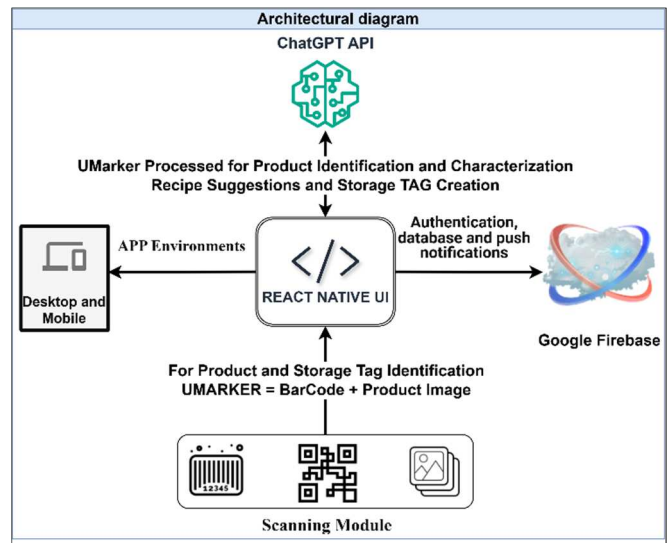 Architectural diagram
ChatGPT API
UMarker Processed for Product Identification and Characterization
Recipe Suggestions and Storage TAG Creation
APP Environments
Authentication,
database and push
notifications
</>
REACT NATIVE UI
Desktop and
Mobile
Google Firebase
For Product and Storage Tag Identification
UMARKER = BarCode + Product Image
12345
Scanning Module